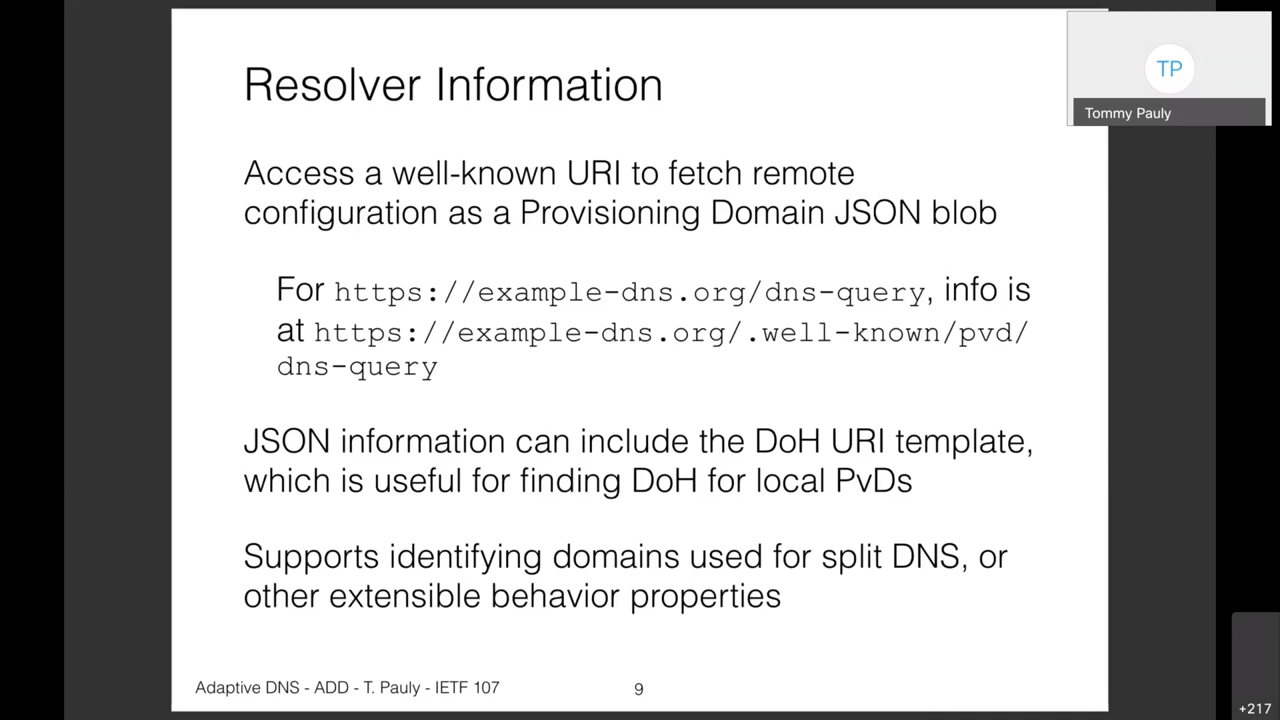 Resolver Information
TP
Tommy Pauly
Access a well-known URI to fetch remote
configuration as a Provisioning Domain JSON blob
For https://example-dns.org/dns-query, info is
at https://example-dns.org/.well-known/pvd/
dns-query
JSON information can include the DoH URI template,
which is useful for finding DoH for local PvDs
Supports identifying domains used for split DNS, or
other extensible behavior properties
Adaptive DNS - ADD - T. Pauly - IETF 107
9
+217